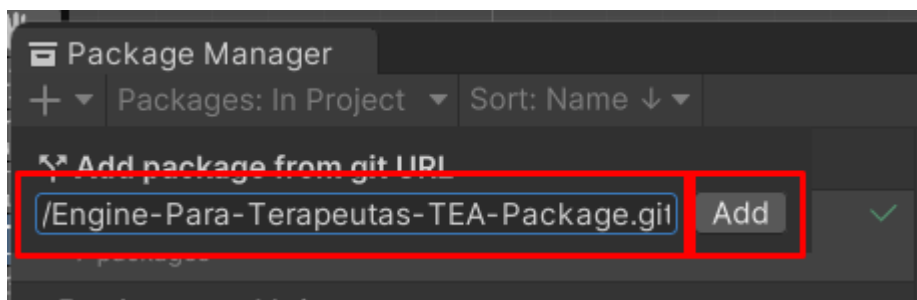 Package Manager
+ Packages: In Project Sort: Name ↓
Add package from git URL
/Engine-Para-Terapeutas-TEA-Package.git Add
packages